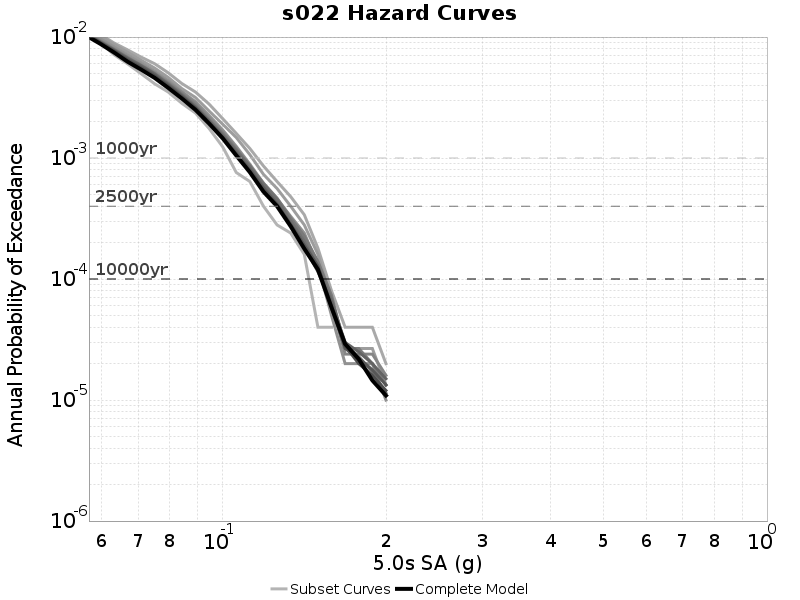 s022 Hazard Curves
Annual Probability of Exceedance
10^-2
10^-3
10^-4
10^-5
10^-6
1000yr
2500yr
10000yr
6 7 8 10^-1 2 3 4 5 6 7 8 10^0
5.0s SA (g)
Subset Curves Complete Model